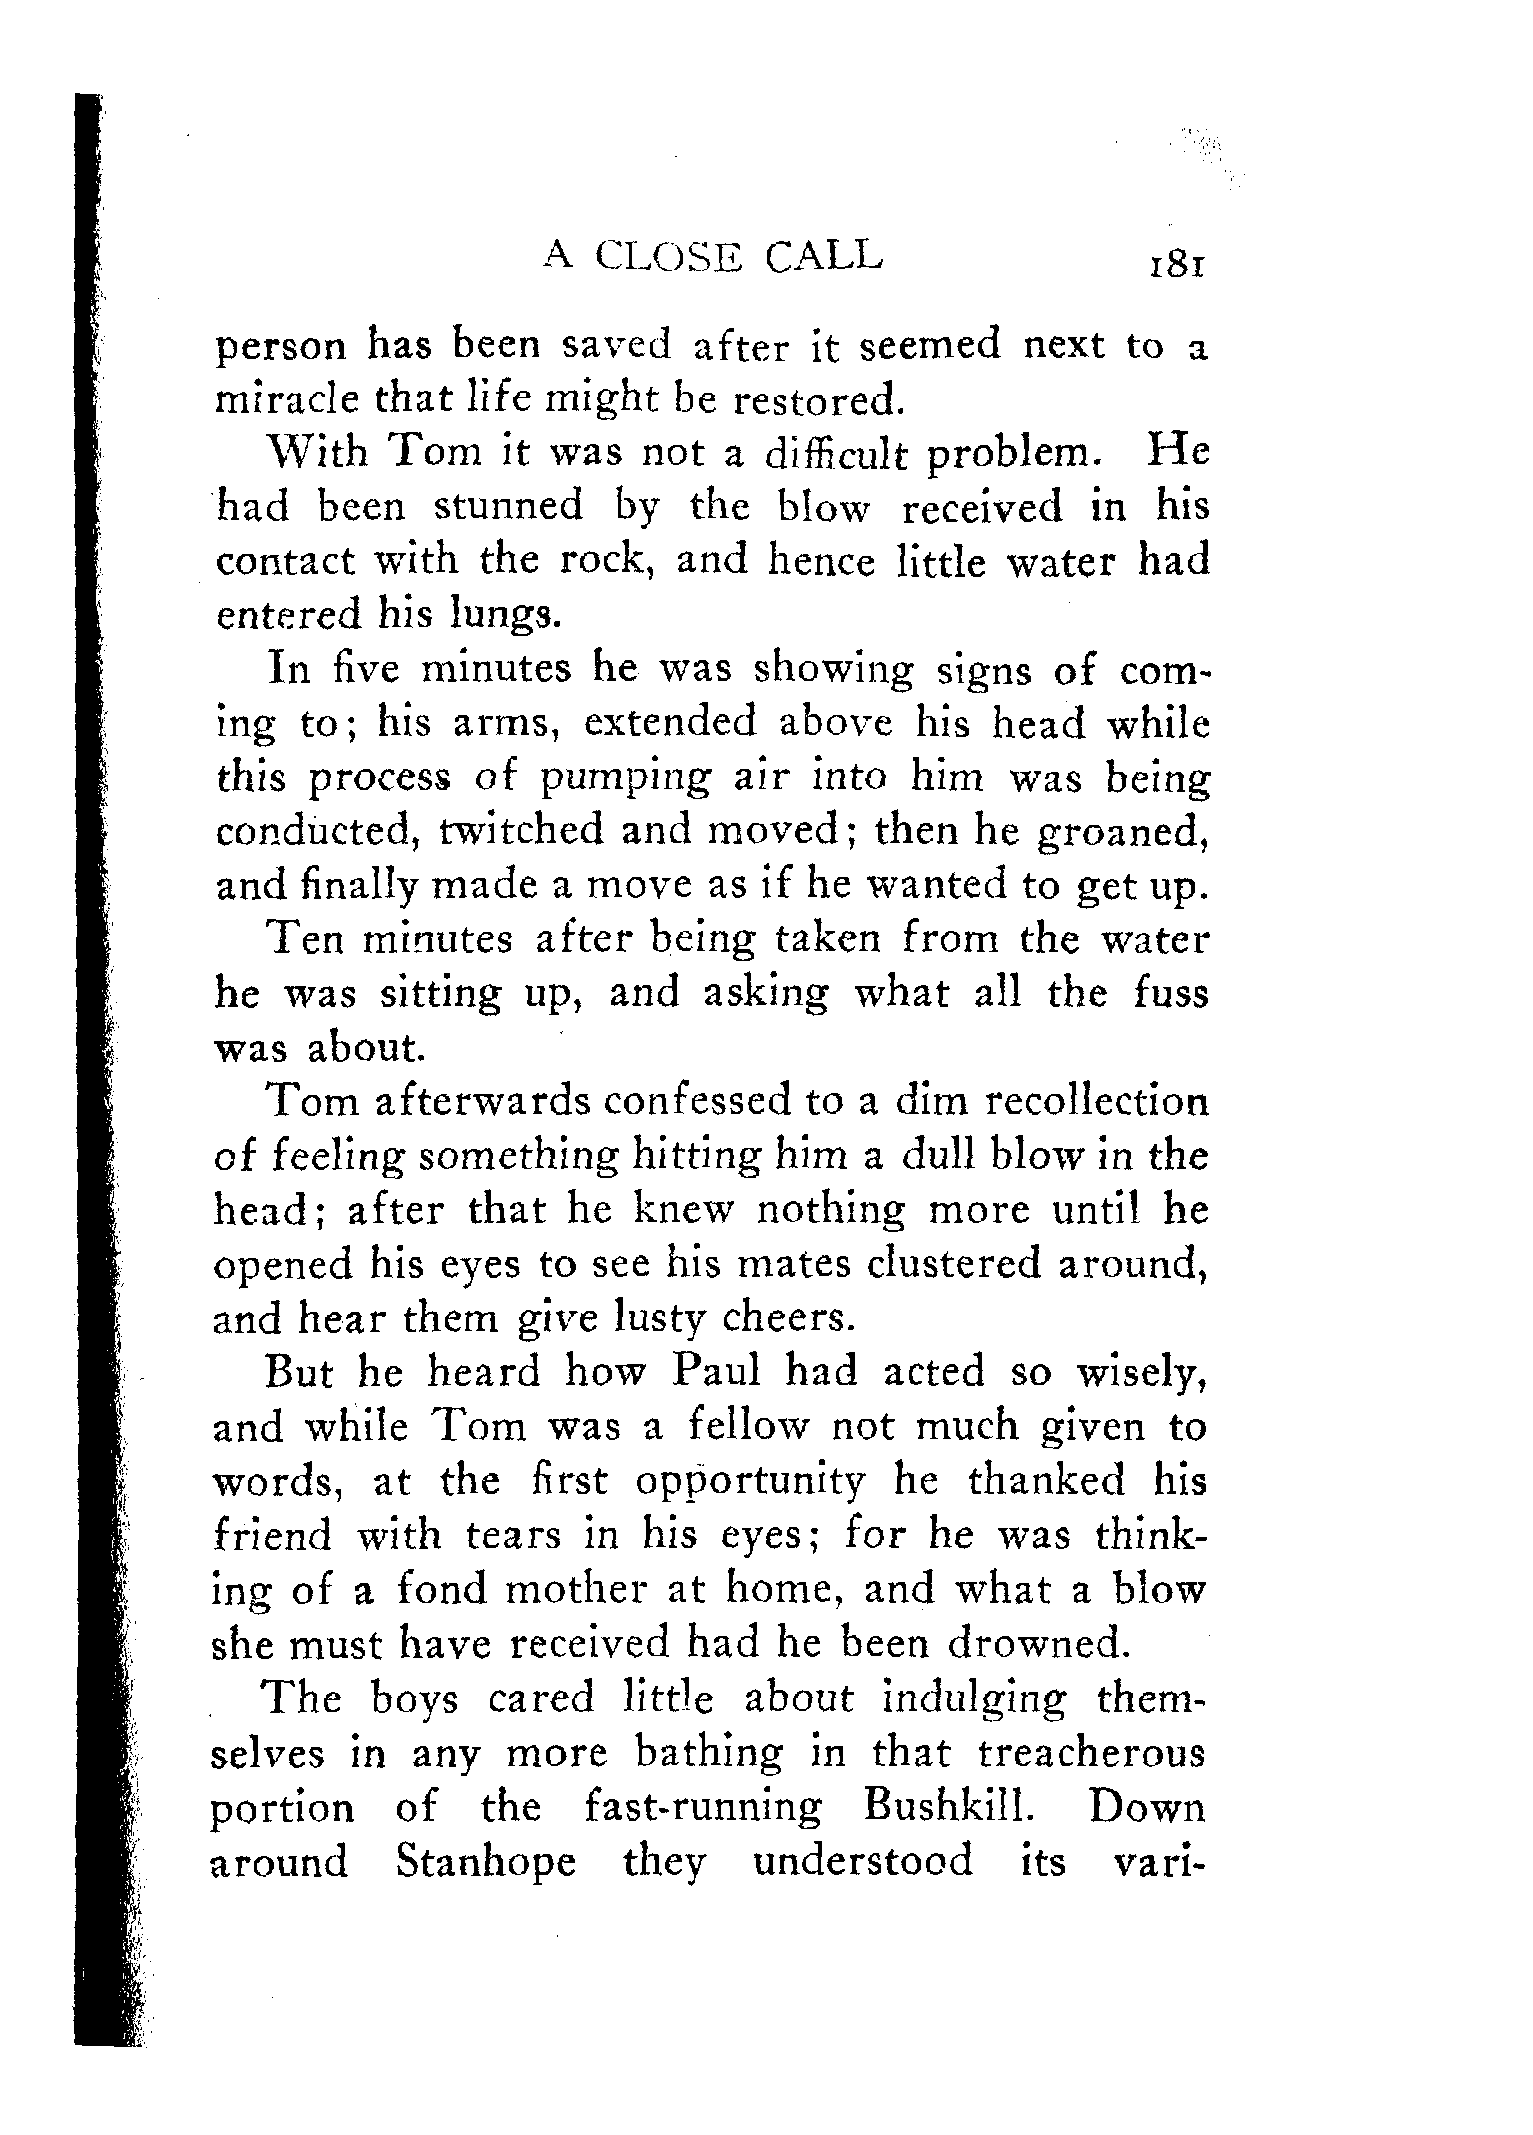 A CLOSE CALL 181
person has been saved after it seemed next to a
miracle that life might be restored.
With Tom it was not a difficult problem. He
had been stunned by the blow received in his
contact with the rock, and hence little water had
entered his lungs.
In five minutes he was showing signs of com-
ing to; his arms, extended above his head while
this process of pumping air into him was being
conducted, twitched and moved; then he groaned,
and finally made a move as if he wanted to get up.
Ten minutes after being taken from the water
he was sitting up, and asking what all the fuss
was about.
Tom afterwards confessed to a dim recollection
of feeling something hitting him a dull blow in the
head; after that he knew nothing more until he
opened his eyes to see his mates clustered around,
and hear them give lusty cheers.
But he heard how Paul had acted so wisely,
and while Tom was a fellow not much given to
words, at the first opportunity he thanked his
friend with tears in his eyes; for he was think-
ing of a fond mother at home, and what a blow
she must have received had he been drowned.
The boys cared little about indulging them-
selves in any more bathing in that treacherous
portion of the fast-running Bushkill. Down
around Stanhope they understood its vari-